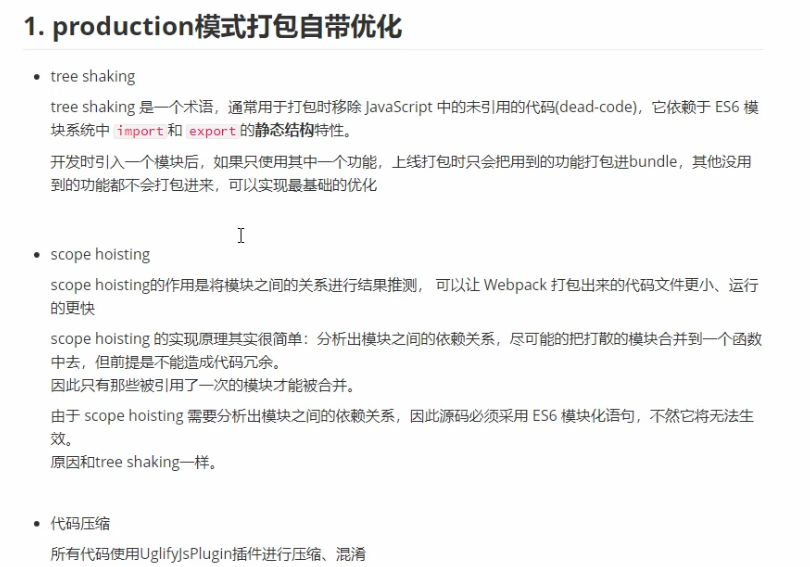 1. production模式打包自带优化
tree shaking
tree shaking 是一个术语，通常用于打包时移除 JavaScript 中的未引用的代码(dead-code)，它依赖于 ES6 模
块系统中 import 和 export 的静态结构特性。
开发时引入一个模块后，如果只使用其中一个功能，上线打包时只会把用到的功能打包进bundle，其他没用
到的功能都不会打包进来，可以实现最基础的优化
scope hoisting
scope hoisting的作用是将模块之间的关系进行结果推测， 可以让 Webpack 打包出来的代码文件更小、运行
的更快
scope hoisting 的实现原理其实很简单：分析出模块之间的依赖关系，尽可能的把打散的模块合并到一个函数
中去，但前提是不能造成代码冗余。
因此只有那些被引用了一次的模块才能被合并。
由于 scope hoisting 需要分析出模块之间的依赖关系，因此源码必须采用 ES6 模块化语句，不然它将无法生
效。
原因和tree shaking一样。
代码压缩
所有代码使用UglifyJsPlugin插件进行压缩、混淆